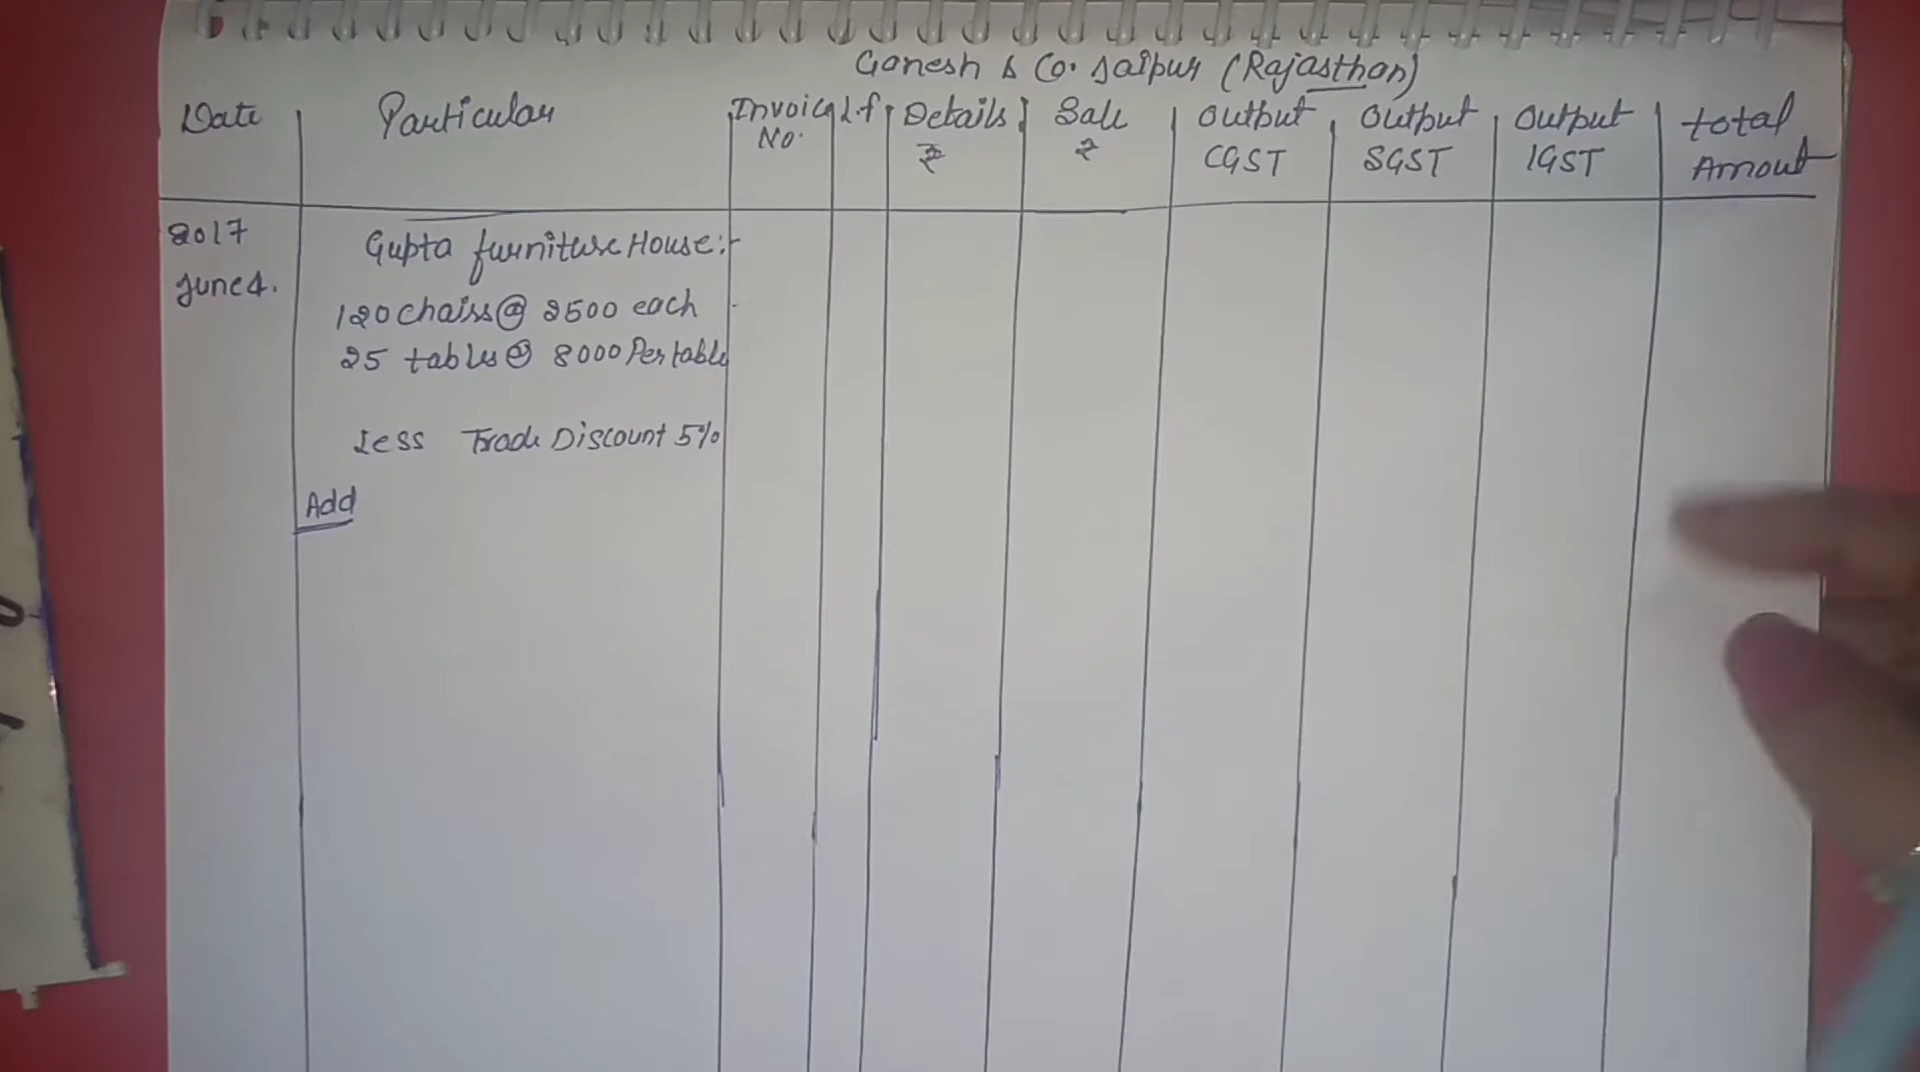 Ganesh & Co. Jaipur (Rajasthan)
Date Particular Invoice No. L.f Details ₹ Sale ₹ Output CGST Output SGST Output IGST total Amout
2017
June 4.
Gupta furniture House:-
120 Chairs @ 2500 each
25 tables @ 8000 Per table
Less Trade Discount 5%
Add